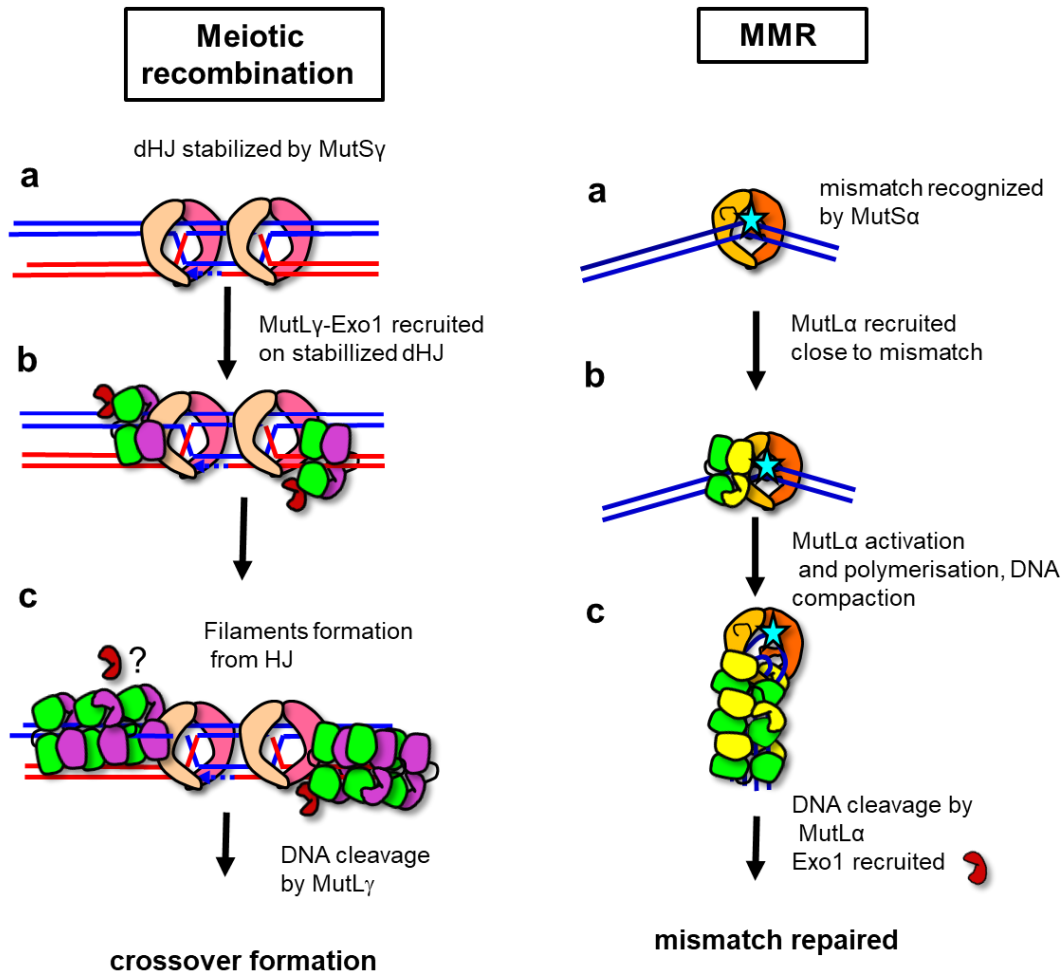 Meiotic
recombination
dHJ stabilized by MutSγ
a
MutLγ-Exo1 recruited
on stabillized dHJ
b
c
Filaments formation
from HJ
?
DNA cleavage
by MutLγ
crossover formation
MMR
a
mismatch recognized
by MutSα
MutLα recruited
close to mismatch
b
MutLα activation
and polymerisation, DNA
compaction
c
DNA cleavage by
MutLα
Exo1 recruited
mismatch repaired